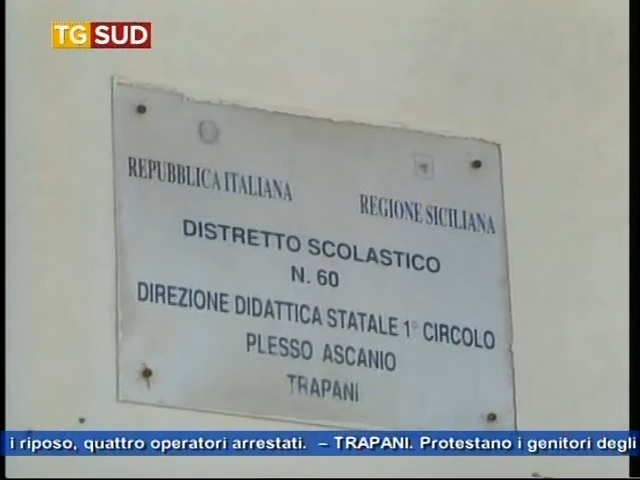 TG SUD
REPUBBLICA ITALIANA
REGIONE SICILIANA
DISTRETTO SCOLASTICO
N. 60
DIREZIONE DIDATTICA STATALE 1° CIRCOLO
PLESSO ASCANIO
TRAPANI
i riposo, quattro operatori arrestati. – TRAPANI. Protestano i genitori degli